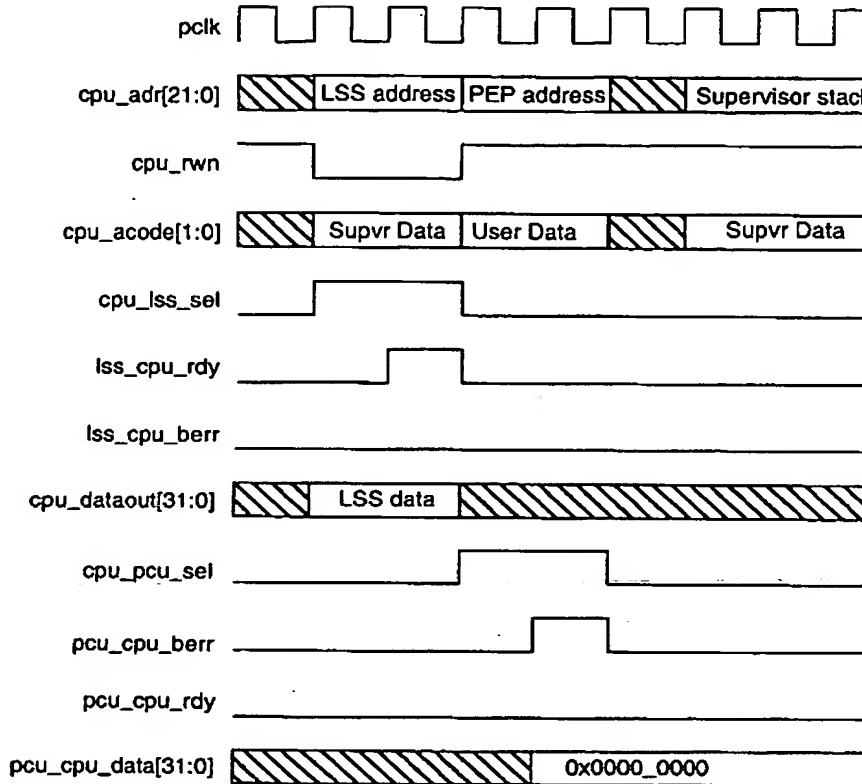 pclk
cpu_adr[21:0] LSS address PEP address Supervisor stack
cpu_rwn
cpu_acode[1:0] Supvr Data User Data Supvr Data
cpu_lss_sel
lss_cpu_rdy
lss_cpu_berr
cpu_dataout[31:0] LSS data
cpu_pcu_sel
pcu_cpu_berr
pcu_cpu_rdy
pcu_cpu_data[31:0] 0x0000_0000